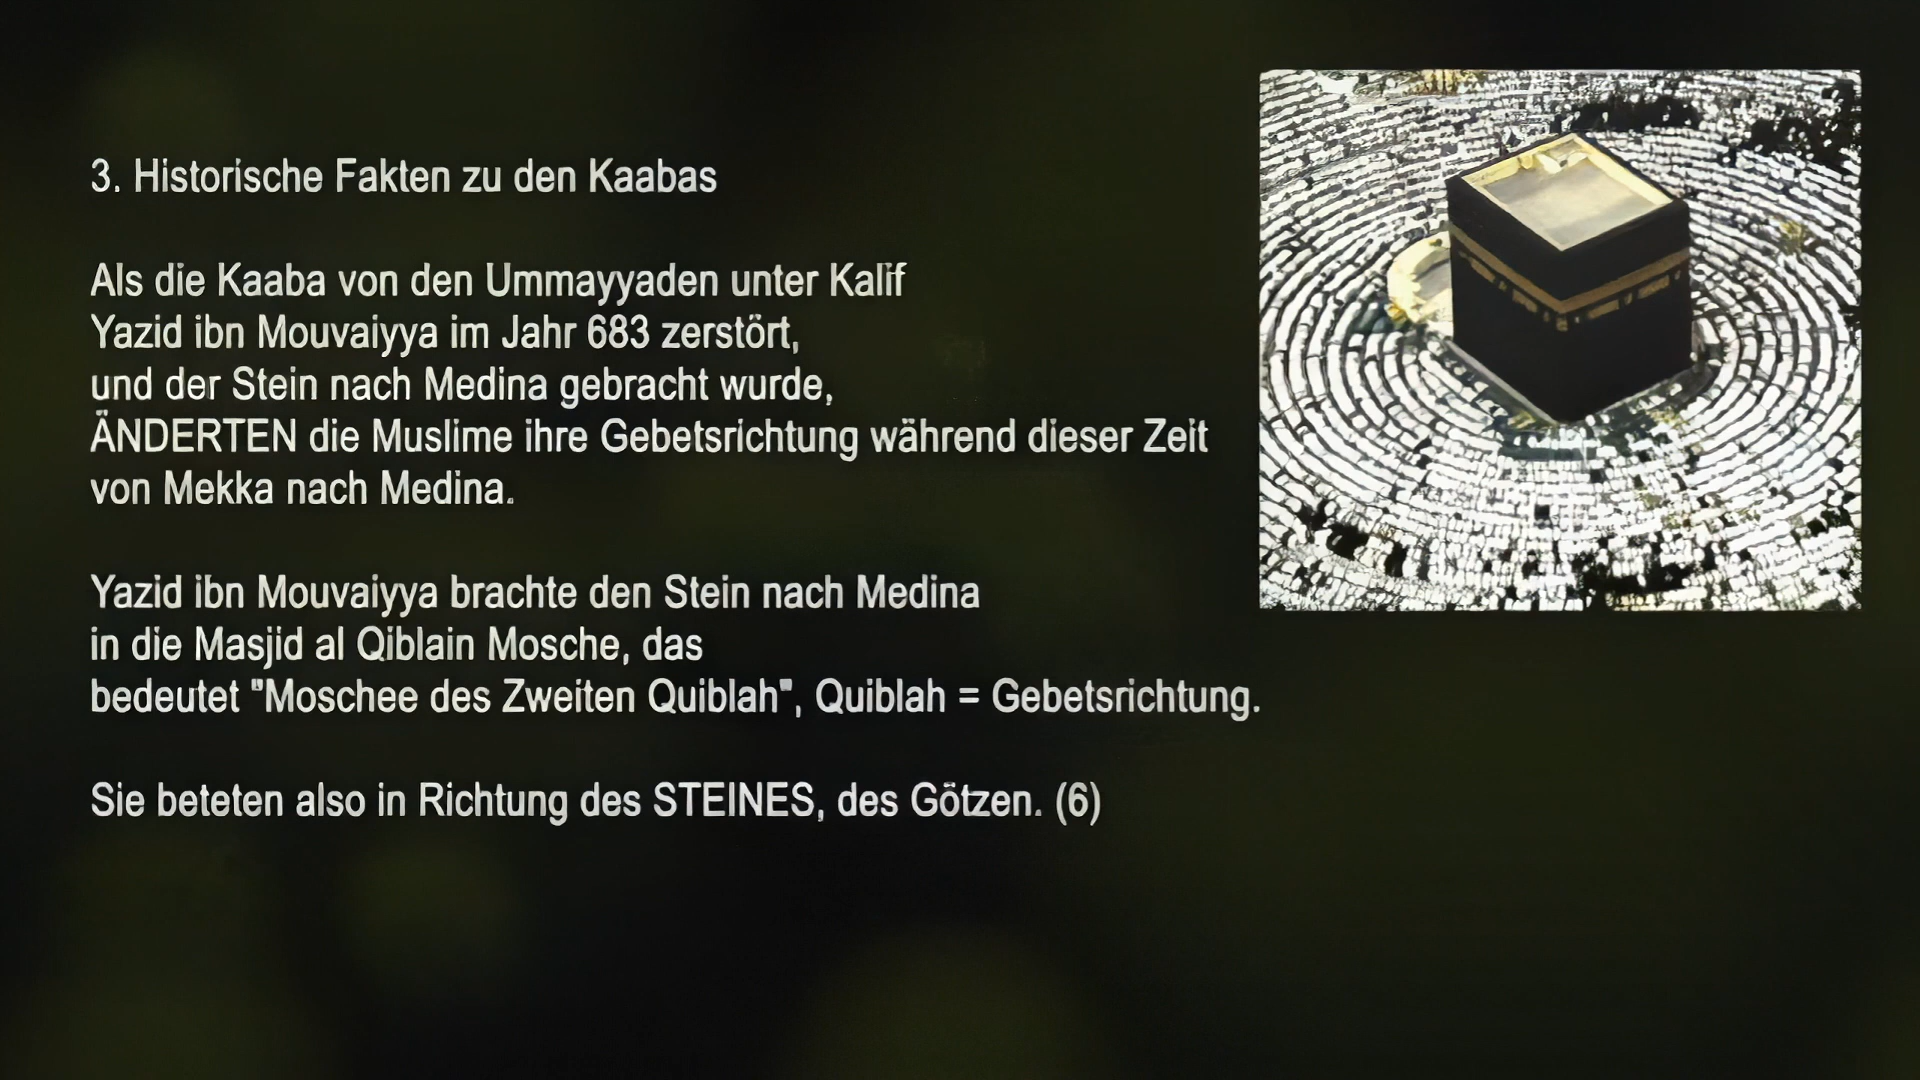 3. Historische Fakten zu den Kaabas
Als die Kaaba von den Ummayyaden unter Kalif
Yazid ibn Mouvaiyya im Jahr 683 zerstört,
und der Stein nach Medina gebracht wurde,
ÄNDERTEN die Muslime ihre Gebetsrichtung während dieser Zeit
von Mekka nach Medina.
Yazid ibn Mouvaiyya brachte den Stein nach Medina
in die Masjid al Qiblain Mosche, das
bedeutet "Moschee des Zweiten Quiblah", Quiblah = Gebetsrichtung.
Sie beteten also in Richtung des STEINES, des Götzen. (6)